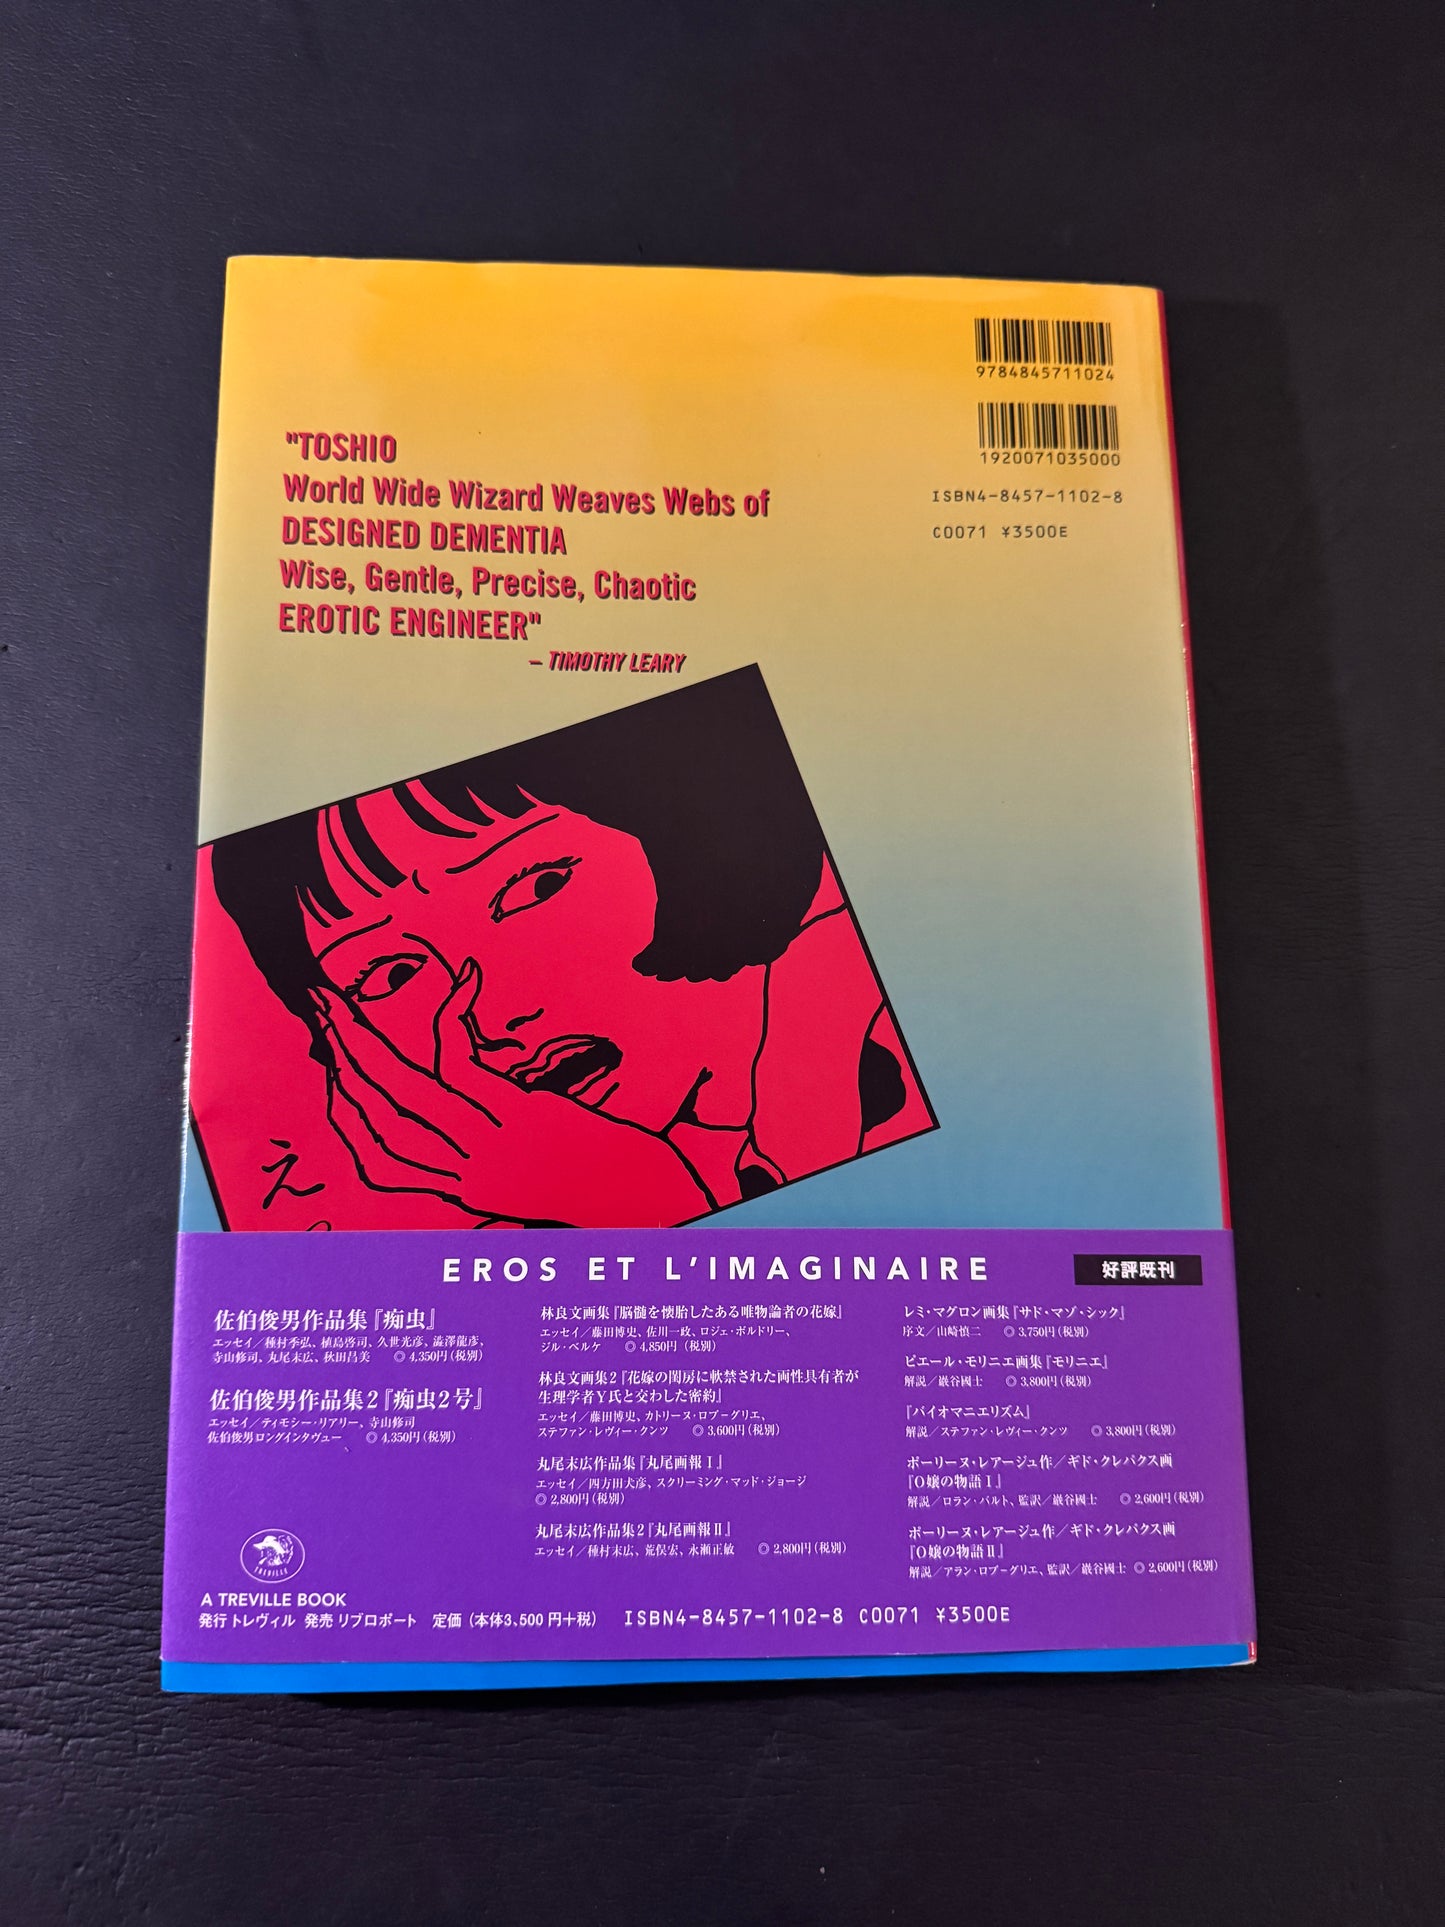 9784845711024
1920071035000
ISBN4-8457-1102-8
C0071 ¥3500E
"TOSHIO
World Wide Wizard Weaves Webs of
DESIGNED DEMENTIA
Wise, Gentle, Precise, Chaotic
EROTIC ENGINEER"
– TIMOTHY LEARY
え
EROS ET L'IMAGINAIRE
好評既刊
佐伯俊男作品集『痴虫』
エッセイ／種村季弘、植島啓司、久世光彦、澁澤龍彦、
寺山修司、丸尾末広、秋田昌美 ◎4,350円（税別）
佐伯俊男作品集2『痴虫2号』
エッセイ／ティモシー・リアリー、寺山修司
佐伯俊男ロングインタヴュー ◎4,350円（税別）
林良文画集『脳髄を懐胎したある唯物論者の花嫁』
エッセイ／藤田博史、佐川一政、ロジェ・ボルドリー、
ジル・ベルケ ◎4,850円（税別）
林良文画集2『花嫁の閨房に軟禁された両性具有者が
生理学者Y氏と交わした密約』
エッセイ／藤田博史、カトリーヌ・ロブ－グリエ、
ステファン・レヴィー・クンツ ◎3,600円（税別）
丸尾末広作品集『丸尾画報Ⅰ』
エッセイ／四方田犬彦、スクリーミング・マッド・ジョージ
◎2,800円（税別）
丸尾末広作品集2『丸尾画報Ⅱ』
エッセイ／種村末広、荒俣宏、永瀬正敏 ◎2,800円（税別）
レミ・マグロン画集『サド・マゾ・シック』
序文／山崎慎二 ◎3,750円（税別）
ピエール・モリニエ画集『モリニエ』
解説／巌谷國士 ◎3,800円（税別）
『バイオマニエリズム』
解説／ステファン・レヴィー・クンツ ◎3,800円（税別）
ポーリーヌ・レアージュ作／ギド・クレパクス画
『O嬢の物語Ⅰ』
解説／ロラン・バルト、監訳／巌谷國士 ◎2,600円（税別）
ポーリーヌ・レアージュ作／ギド・クレパクス画
『O嬢の物語Ⅱ』
解説／アラン・ロブ－グリエ、監訳／巌谷國士 ◎2,600円（税別）
TREVILLE
A TREVILLE BOOK
発行 トレヴィル 発売 リブロポート 定価（本体3,500円＋税） ISBN4-8457-1102-8 C0071 ¥3500E